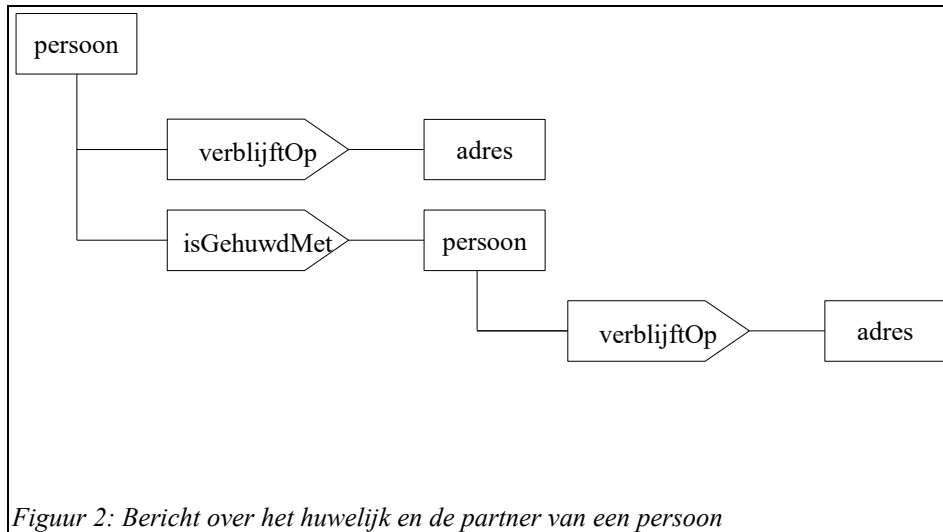 persoon
verblijftOp adres
isGehuwdMet persoon
verblijftOp adres
Figuur 2: Bericht over het huwelijk en de partner van een persoon